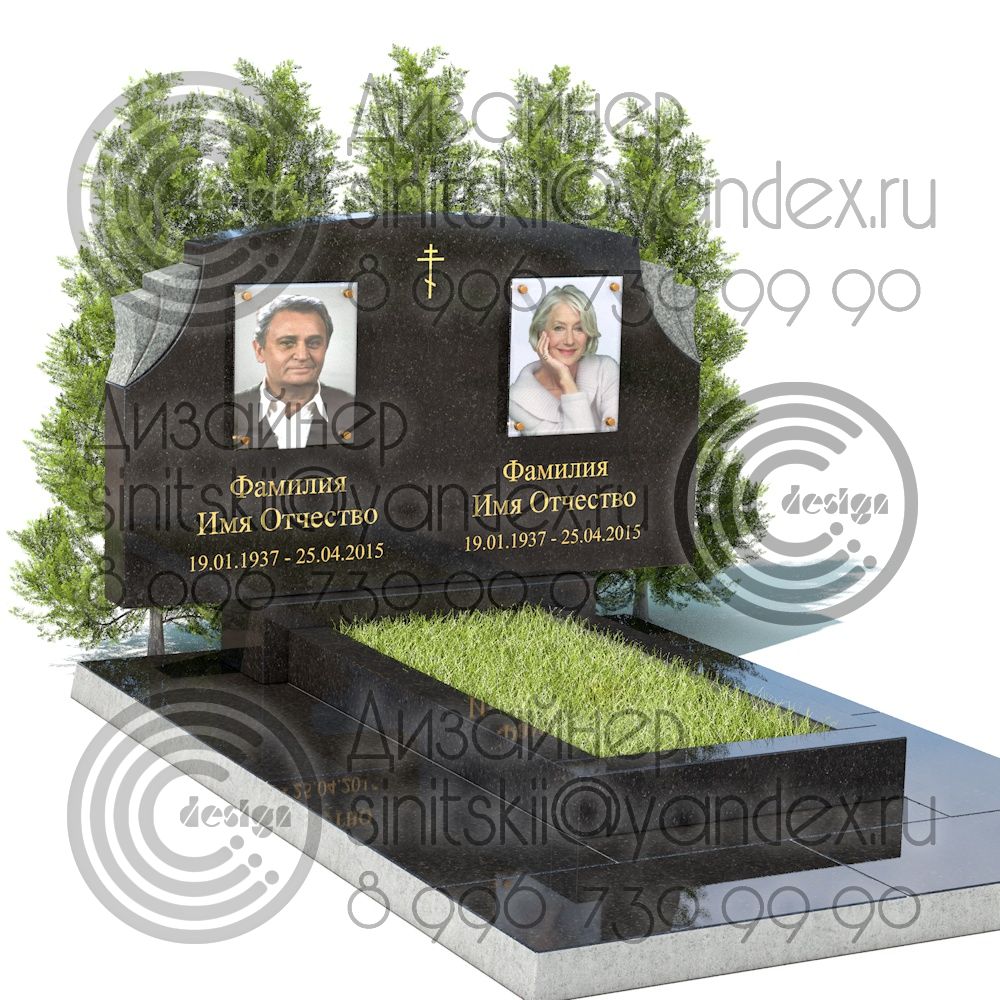 Дизайнер
sinitskii@yandex.ru
8 996 730 99 90
design
Фамилия
Имя Отчество
19.01.1937 - 25.04.2015
Фамилия
Имя Отчество
19.01.1937 - 25.04.2015
Дизайнер
sinitskii@yandex.ru
8 996 730 99 90
design
Дизайнер
sinitskii@yandex.ru
8 996 730 99 90
design